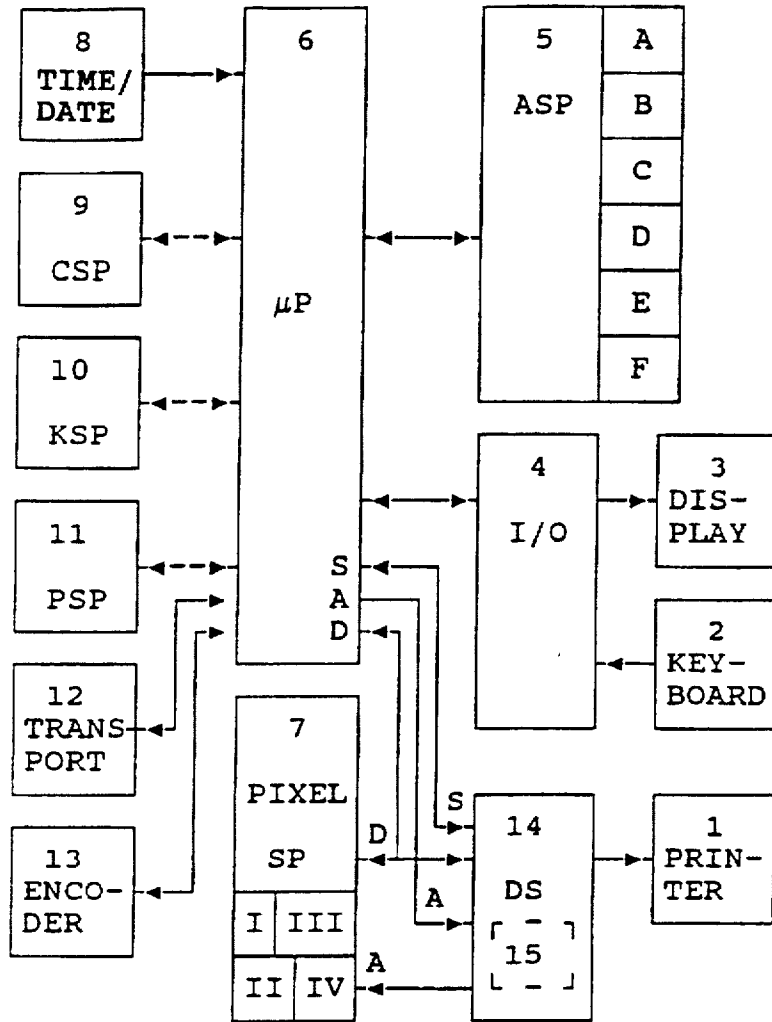 8
TIME/
DATE
6
μP
5
ASP
A
B
C
D
E
F
9
CSP
10
KSP
11
PSP
S
A
D
4
I/O
3
DIS-
PLAY
2
KEY-
BOARD
12
TRANS
PORT
13
ENCO-
DER
7
PIXEL
SP
I
III
II
IV
S
D
A
A
14
DS
15
1
PRIN-
TER